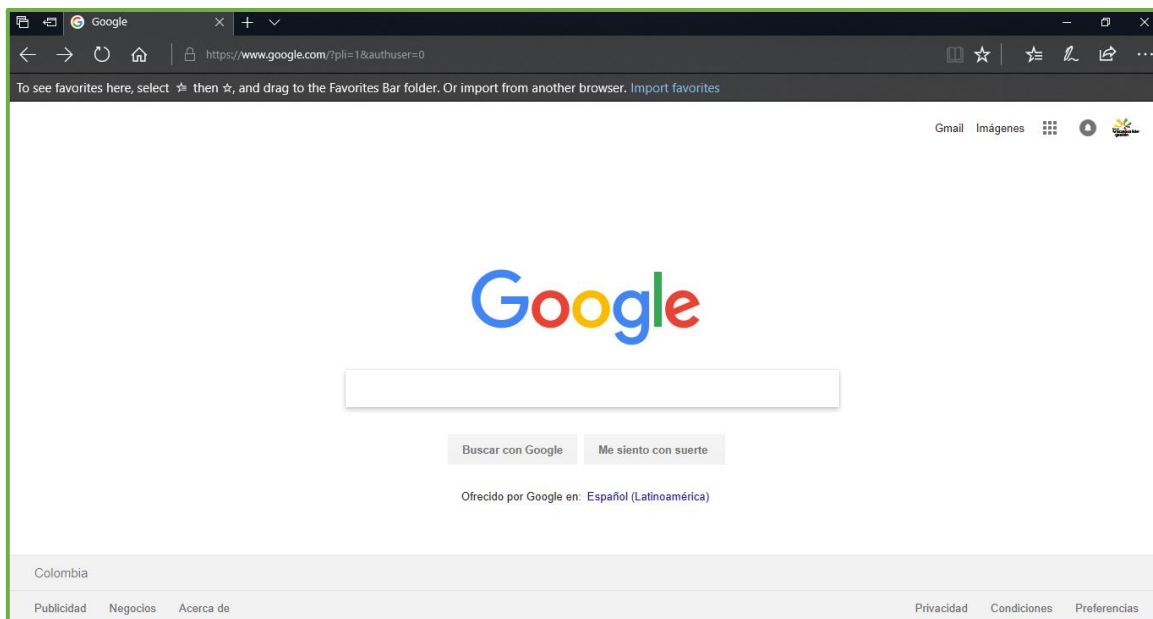 Google
https://www.google.com/?pli=1&authuser=0
To see favorites here, select then, and drag to the Favorites Bar folder. Or import from another browser. Import favorites
Gmail Imágenes
Google
Buscar con Google Me siento con suerte
Ofrecido por Google en: Español (Latinoamérica)
Colombia
Publicidad Negocios Acerca de Privacidad Condiciones Preferencias